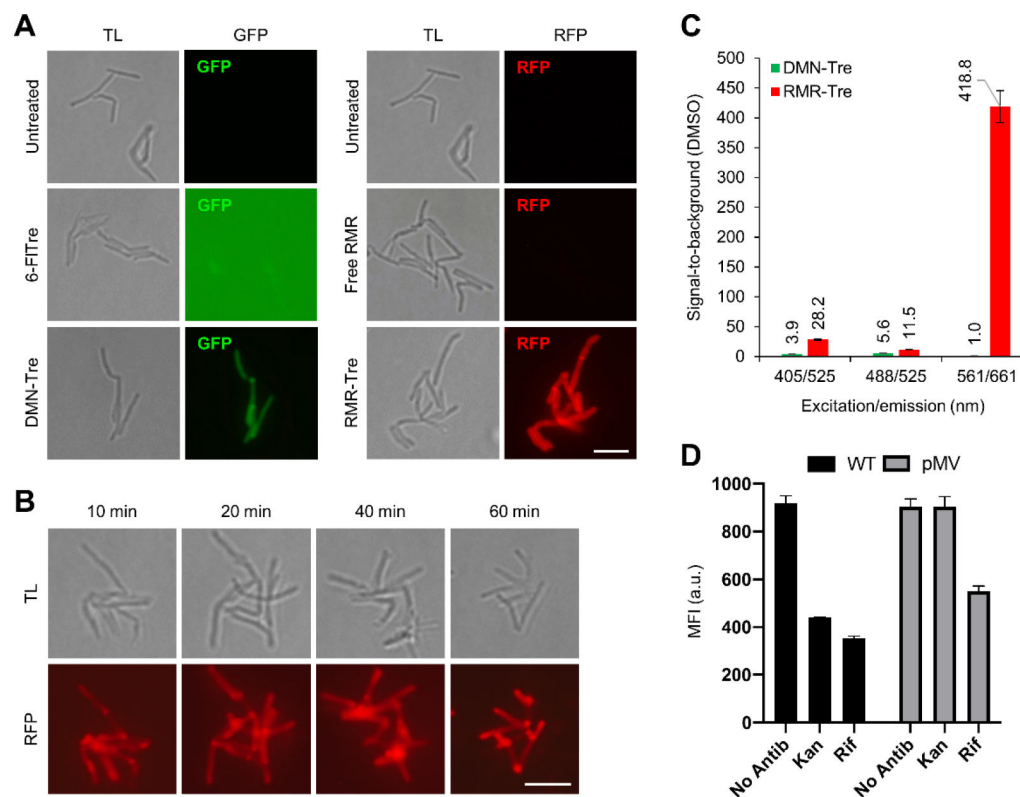 A
TL GFP
TL RFP
Untreated
GFP
Untreated
RFP
6-FITre
GFP
Free RMR
RFP
DMN-Tre
GFP
RMR-Tre
RFP
B
10 min 20 min 40 min 60 min
TL
RFP
C
Signal-to-background (DMSO)
500
450
400
350
300
250
200
150
100
50
0
DMN-Tre
RMR-Tre
3.9
28.2
5.6
11.5
1.0
418.8
405/525 488/525 561/661
Excitation/emission (nm)
D
WT pMV
MFI (a.u.)
1000
800
600
400
200
0
No Antib
Kan
Rif
No Antib
Kan
Rif